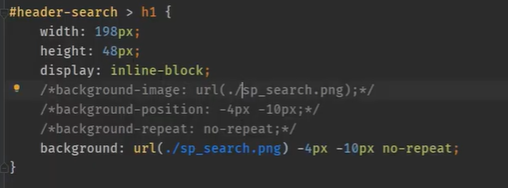 #header-search > h1 {
width: 198px;
height: 48px;
display: inline-block;
/*background-image: url(./sp_search.png);*/
/*background-position: -4px -10px;*/
/*background-repeat: no-repeat;*/
background: url(./sp_search.png) -4px -10px no-repeat;
}